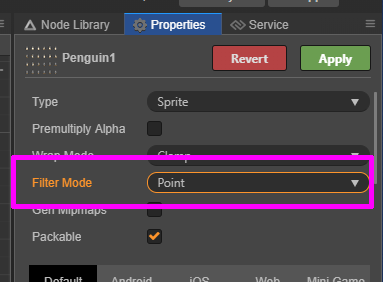 Node Library Properties Service
Penguin1 Revert Apply
Type Sprite
Premultiply Alpha
Wrap Mode Clamp
Filter Mode Point
Gen Mipmaps
Packable
Default Android iOS Web Mini Game